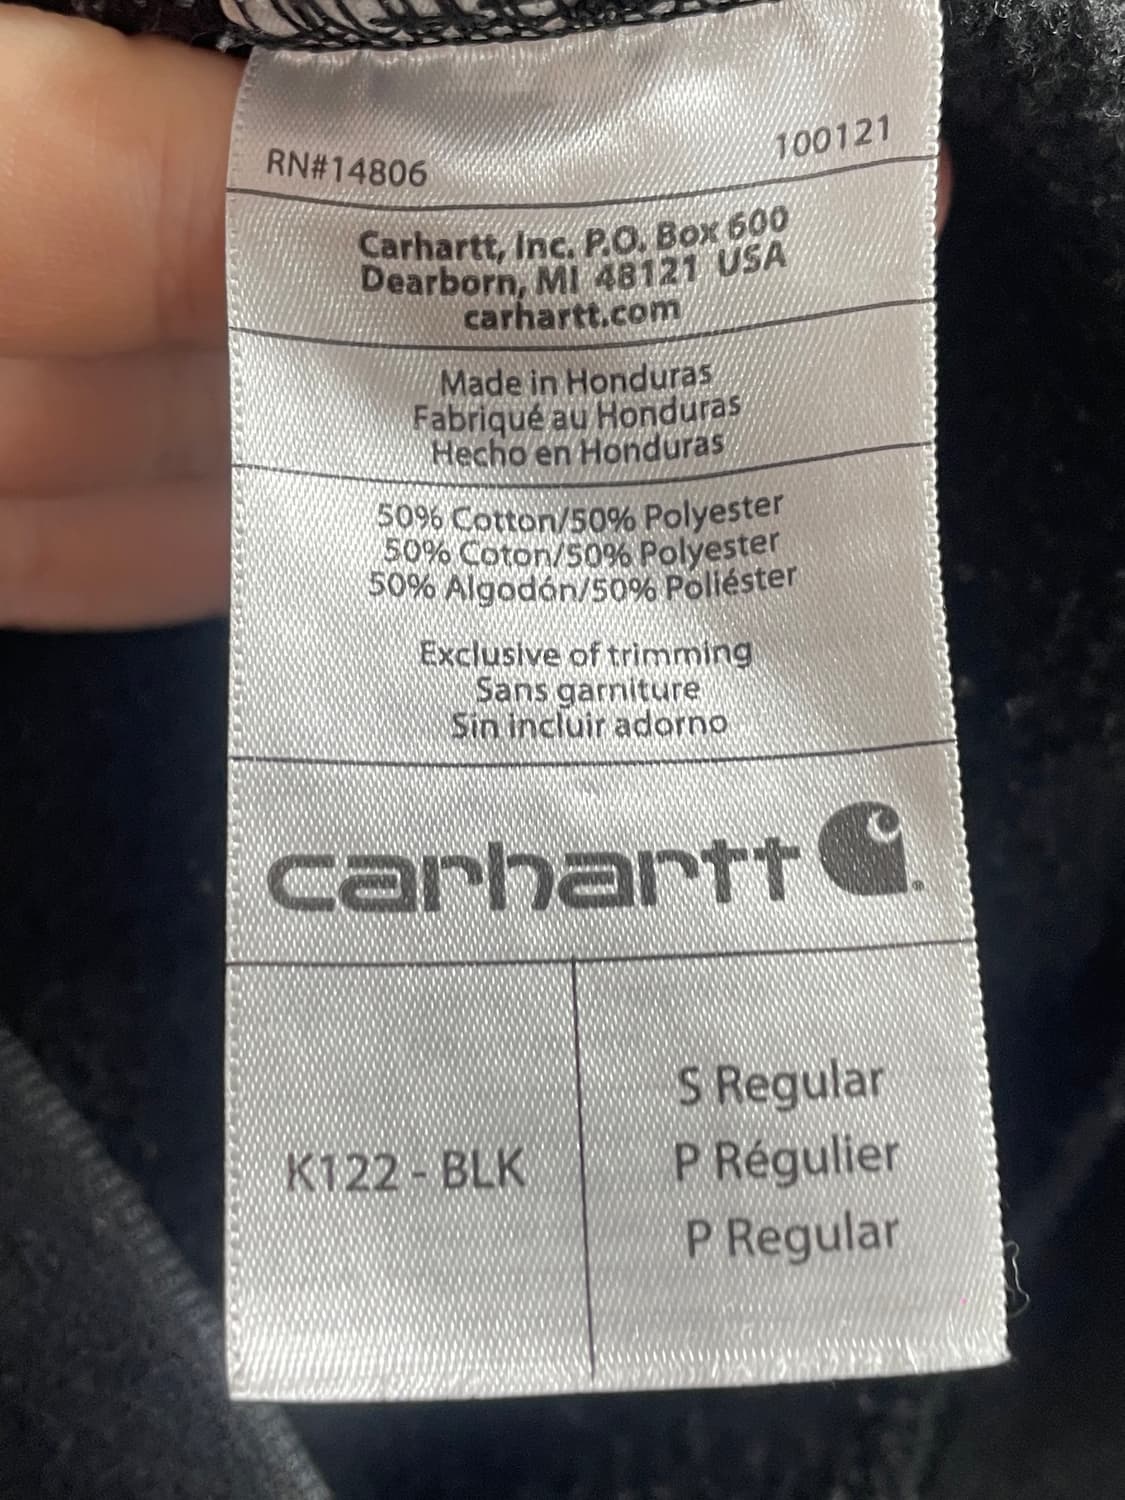 RN#14806 100121
Carhartt, Inc. P.O. Box 600
Dearborn, MI 48121 USA
carhartt.com
Made in Honduras
Fabriqué au Honduras
Hecho en Honduras
50% Cotton/50% Polyester
50% Coton/50% Polyester
50% Algodón/50% Poliéster
Exclusive of trimming
Sans garniture
Sin incluir adorno
carhartt ®
K122 - BLK
S Regular
P Régulier
P Regular